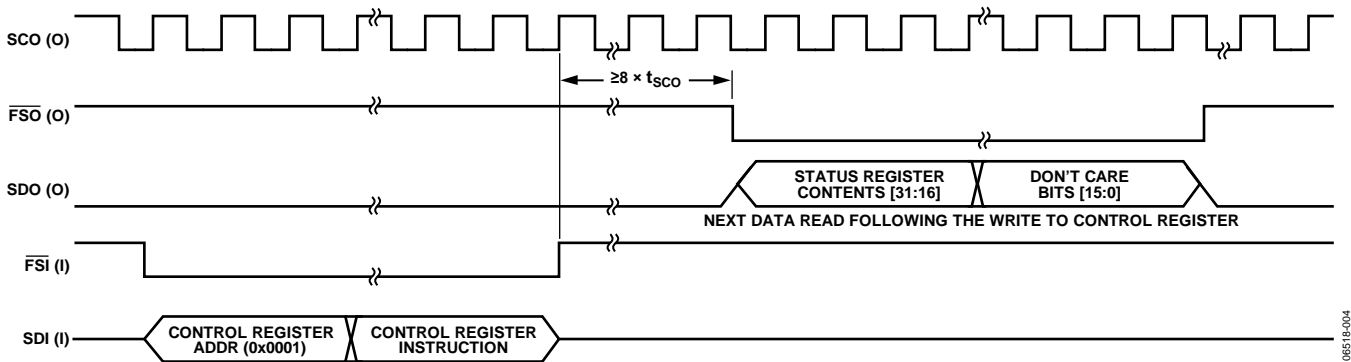 SCO (O)
≥8 × tSCO
FSO (O)
SDO (O)
STATUS REGISTER
CONTENTS [31:16]
DON'T CARE
BITS [15:0]
NEXT DATA READ FOLLOWING THE WRITE TO CONTROL REGISTER
FSI (I)
SDI (I)
CONTROL REGISTER
ADDR (0x0001)
CONTROL REGISTER
INSTRUCTION
06518-004